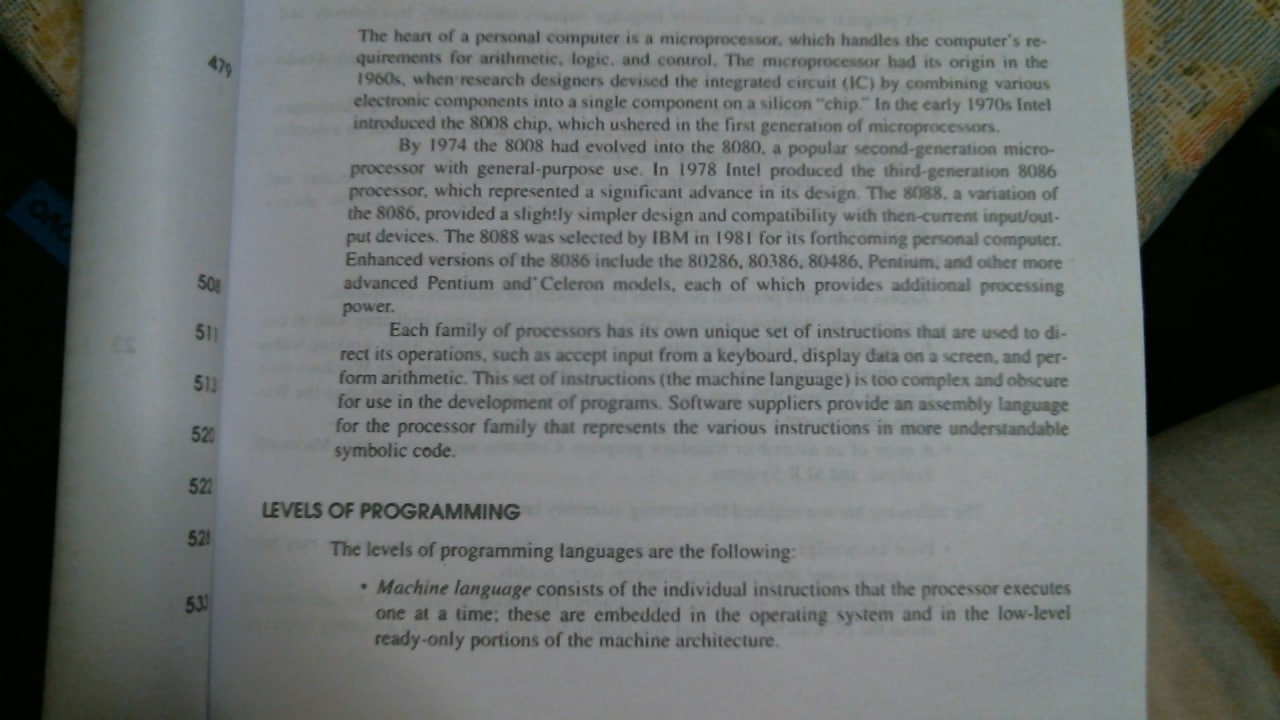 The heart of a personal computer is a microprocessor, which handles the computer's re-
quirements for arithmetic, logic, and control. The microprocessor had its origin in the
1960s, when research designers devised the integrated circuit (IC) by combining various
electronic components into a single component on a silicon "chip." In the early 1970s Intel
introduced the 8008 chip, which ushered in the first generation of microprocessors.
By 1974 the 8008 had evolved into the 8080, a popular second-generation micro-
processor with general-purpose use. In 1978 Intel produced the third-generation 8086
processor, which represented a significant advance in its design. The 8088, a variation of
the 8086, provided a slightly simpler design and compatibility with then-current input/out-
put devices. The 8088 was selected by IBM in 1981 for its forthcoming personal computer.
Enhanced versions of the 8086 include the 80286, 80386, 80486, Pentium, and other more
advanced Pentium and Celeron models, each of which provides additional processing
power.
Each family of processors has its own unique set of instructions that are used to di-
rect its operations, such as accept input from a keyboard, display data on a screen, and per-
form arithmetic. This set of instructions (the machine language) is too complex and obscure
for use in the development of programs. Software suppliers provide an assembly language
for the processor family that represents the various instructions in more understandable
symbolic code.
LEVELS OF PROGRAMMING
The levels of programming languages are the following:
• Machine language consists of the individual instructions that the processor executes
one at a time; these are embedded in the operating system and in the low-level
ready-only portions of the machine architecture.
479
508
511
513
520
522
528